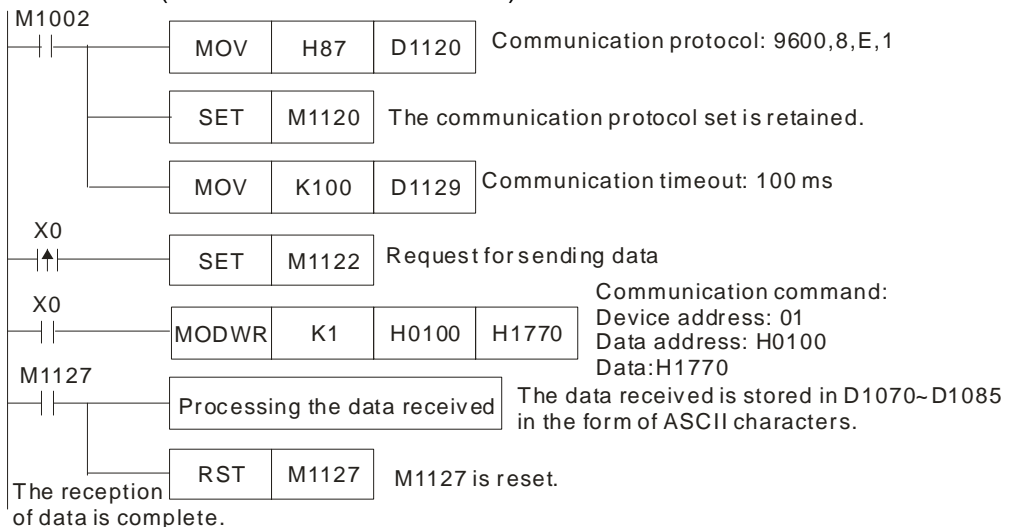 M1002
MOV H87 D1120 Communication protocol: 9600,8,E,1
SET M1120 The communication protocol set is retained.
MOV K100 D1129 Communication timeout: 100 ms
X0
SET M1122 Request for sending data
X0
MODWR K1 H0100 H1770
Communication command:
Device address: 01
Data address: H0100
Data:H1770
M1127
Processing the data received
The data received is stored in D1070~D1085
in the form of ASCII characters.
RST M1127 M1127 is reset.
The reception
of data is complete.